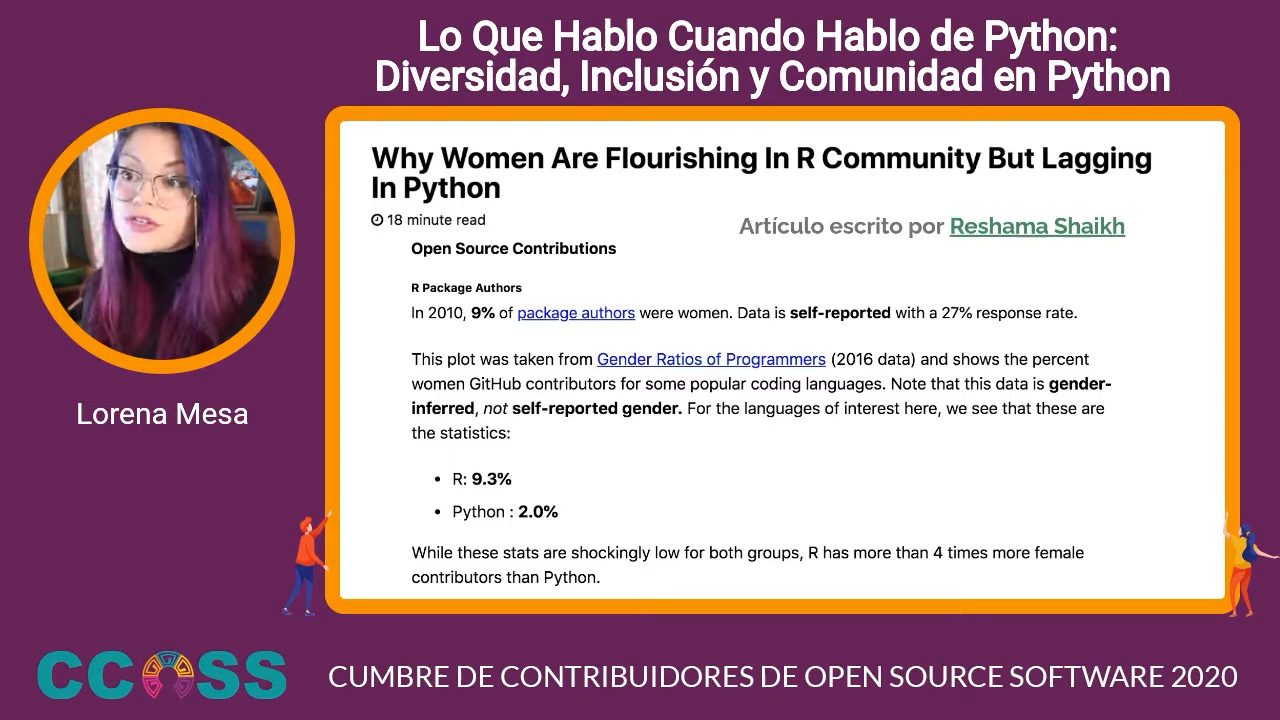 Lo Que Hablo Cuando Hablo de Python:
Diversidad, Inclusión y Comunidad en Python
Lorena Mesa
Why Women Are Flourishing In R Community But Lagging
In Python
18 minute read
Artículo escrito por Reshama Shaikh
Open Source Contributions
R Package Authors
In 2010, 9% of package authors were women. Data is self-reported with a 27% response rate.
This plot was taken from Gender Ratios of Programmers (2016 data) and shows the percent
women GitHub contributors for some popular coding languages. Note that this data is gender-
inferred, not self-reported gender. For the languages of interest here, we see that these are
the statistics:
• R: 9.3%
• Python : 2.0%
While these stats are shockingly low for both groups, R has more than 4 times more female
contributors than Python.
CCOSS
CUMBRE DE CONTRIBUIDORES DE OPEN SOURCE SOFTWARE 2020